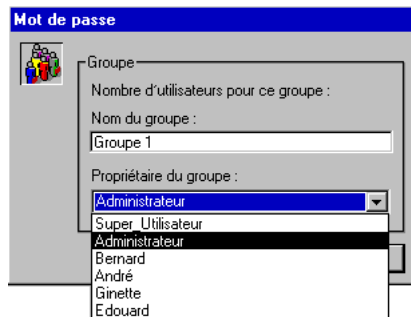 Mot de passe
Groupe
Nombre d'utilisateurs pour ce groupe :
Nom du groupe :
Groupe 1
Propriétaire du groupe :
Administrateur
Super_Utilisateur
Administrateur
Bernard
André
Ginette
Edouard